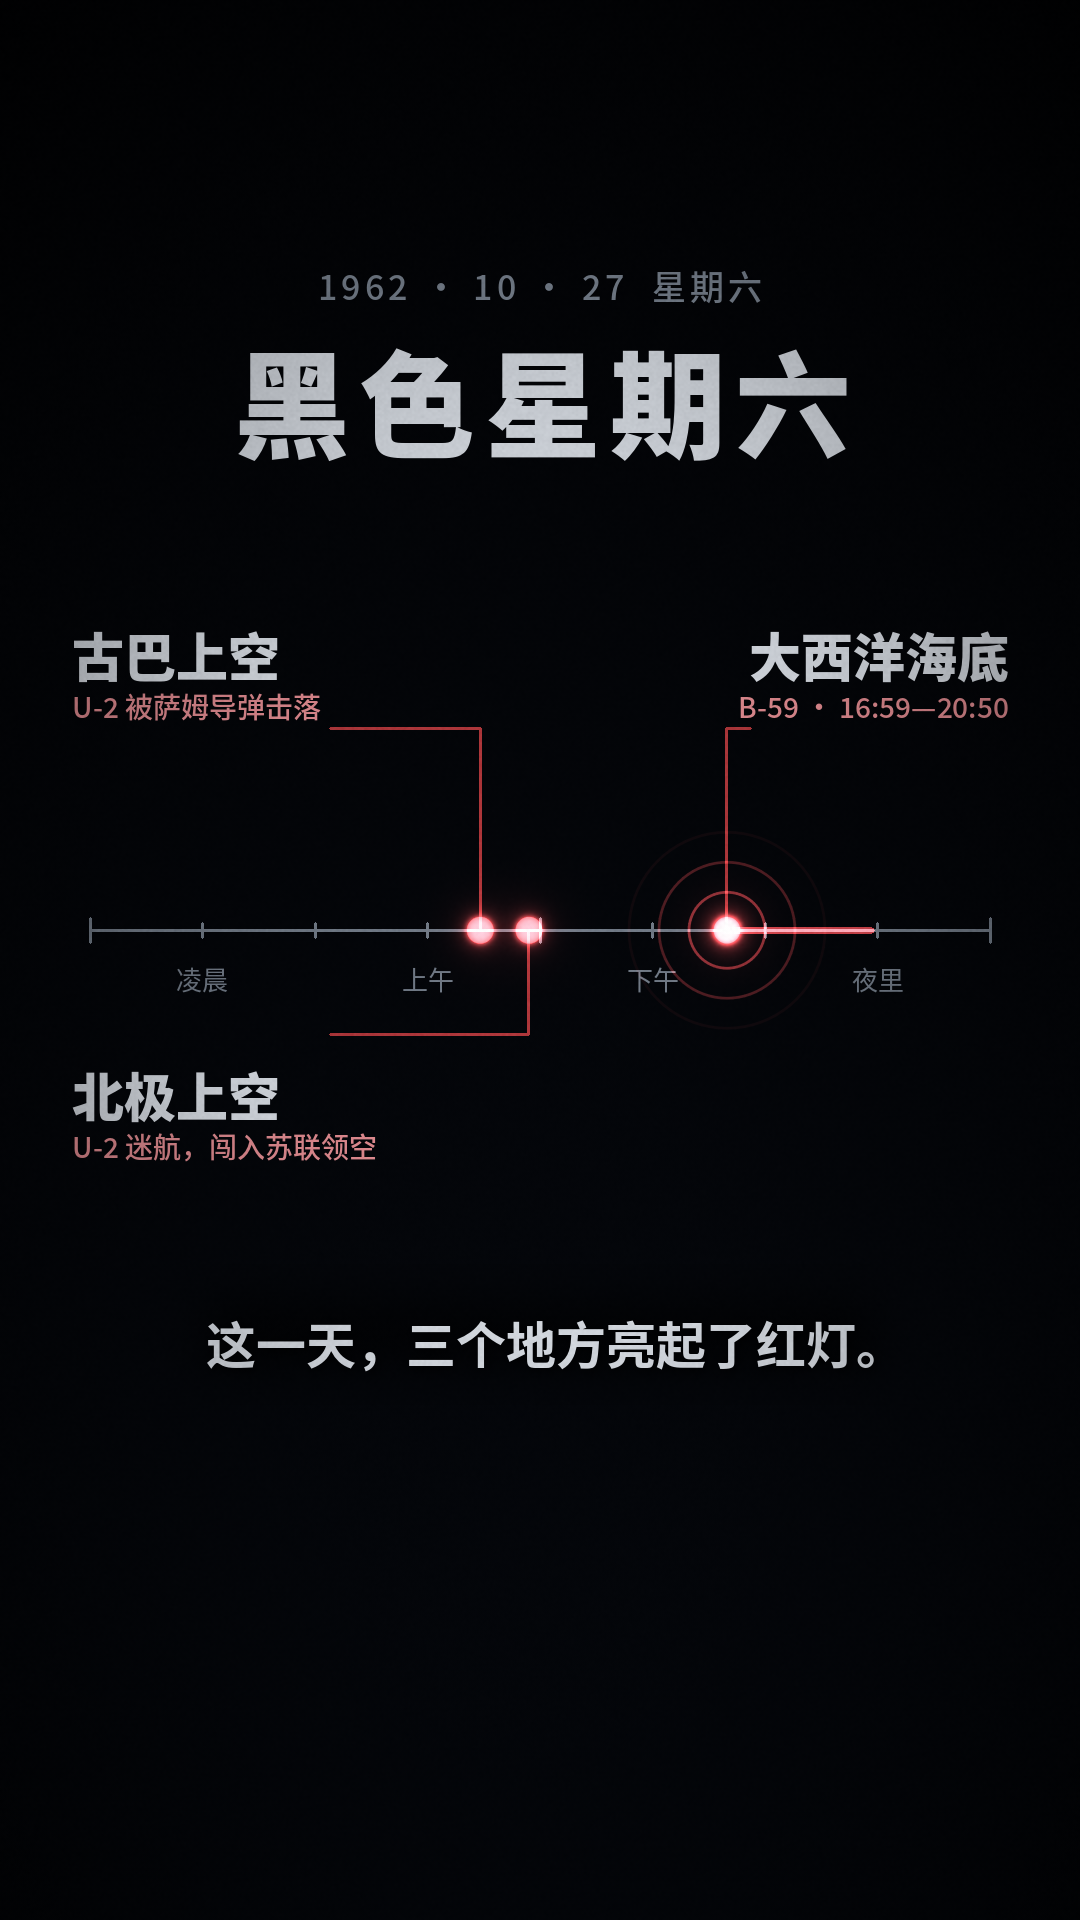 1962 · 10 · 27 星期六
黑色星期六
古巴上空
U-2 被萨姆导弹击落
大西洋海底
B-59 · 16:59—20:50
凌晨
上午
下午
夜里
北极上空
U-2 迷航，闯入苏联领空
这一天，三个地方亮起了红灯。